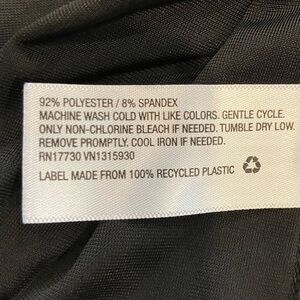 92% POLYESTER / 8% SPANDEX
MACHINE WASH COLD WITH LIKE COLORS. GENTLE CYCLE.
ONLY NON-CHLORINE BLEACH IF NEEDED. TUMBLE DRY LOW.
REMOVE PROMPTLY. COOL IRON IF NEEDED.
RN17730 VN1315930
LABEL MADE FROM 100% RECYCLED PLASTIC